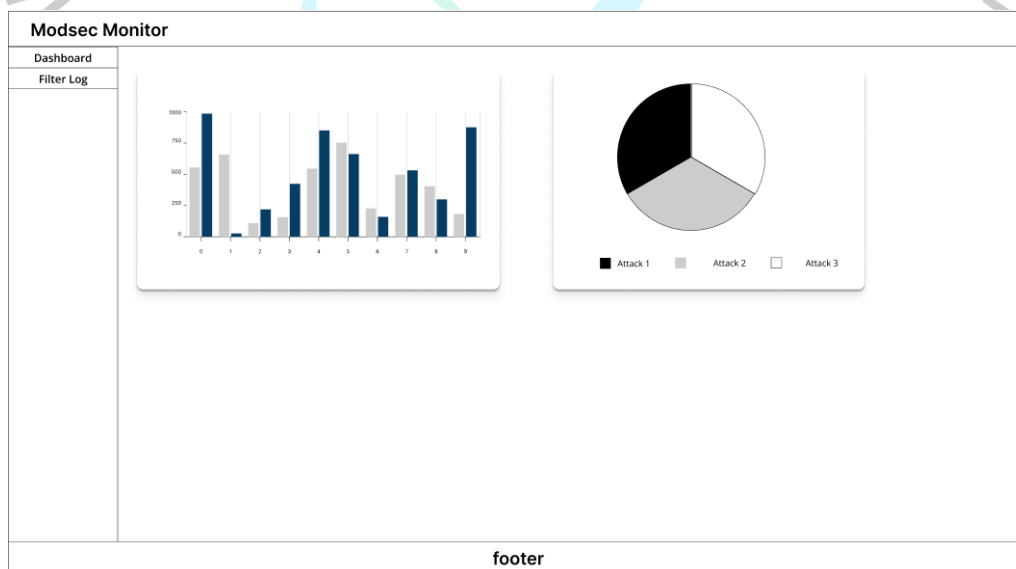 Modsec Monitor
Dashboard
Filter Log
1000
750
500
250
0
0 1 2 3 4 5 6 7 8 9
Attack 1 Attack 2 Attack 3
footer